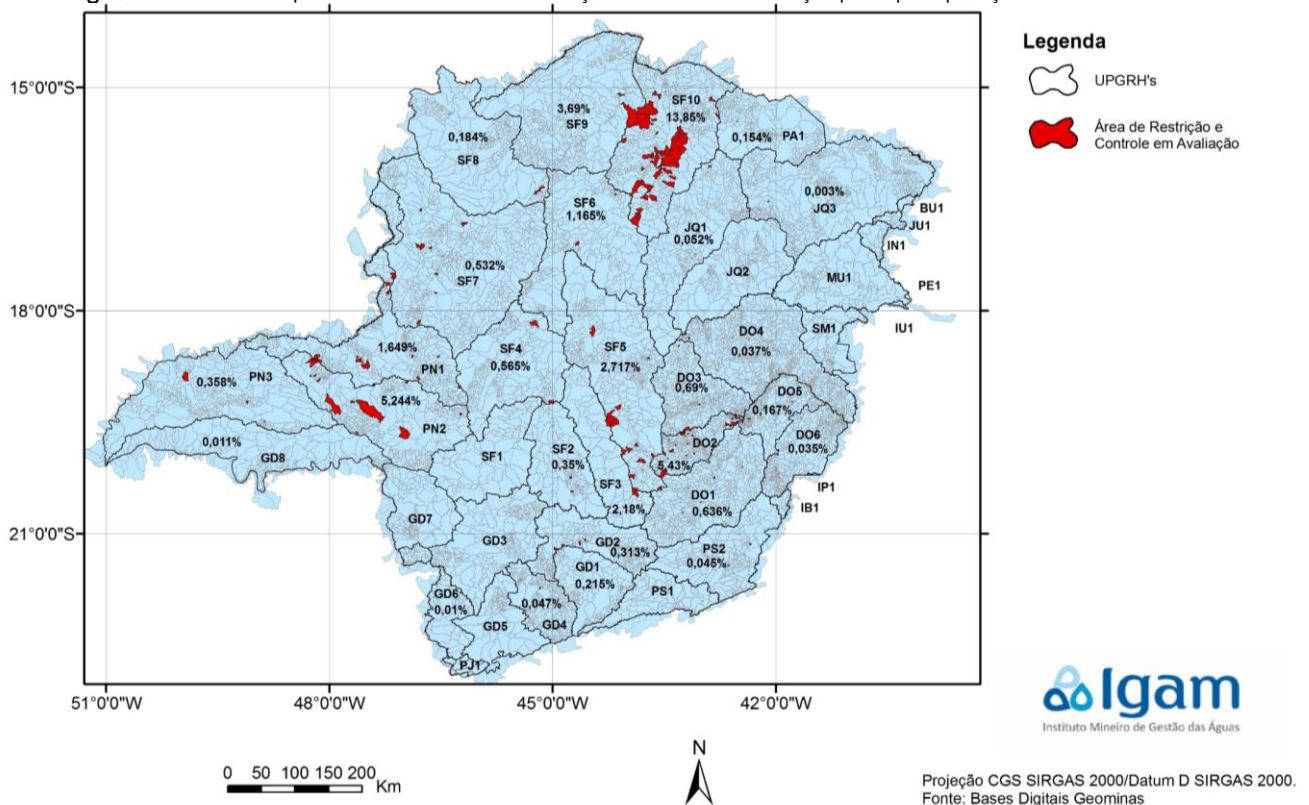 Legenda
UPGRH's
Área de Restrição e
Controle em Avaliação
15°0'0"S
18°0'0"S
21°0'0"S
3,69%
SF9
SF10
13,85%
0,184%
SF8
0,154%
PA1
0,003%
JQ3
BU1
JU1
IN1
SF6
1,165%
JQ1
0,052%
JQ2
MU1
PE1
0,532%
SF7
IU1
SM1
DO4
0,037%
1,649%
PN1
SF4
0,565%
SF5
2,717%
PN3
0,358%
DO3
0,69%
DO5
0,167%
5,244%
PN2
DO2
5,43%
DO6
0,035%
0,011%
GD8
SF1
SF2
0,35%
SF3
2,18%
DO1
0,636%
IP1
IB1
GD7
GD3
GD2
0,313%
PS2
0,045%
GD1
0,215%
PS1
GD6
0,01%
GD5
0,047%
GD4
PJ1
51°0'0"W
48°0'0"W
45°0'0"W
42°0'0"W
Igam
Instituto Mineiro de Gestão das Águas
N
0 50 100 150 200
Km
Projeção CGS SIRGAS 2000/Datum D SIRGAS 2000.
Fonte: Bases Digitais Geominas